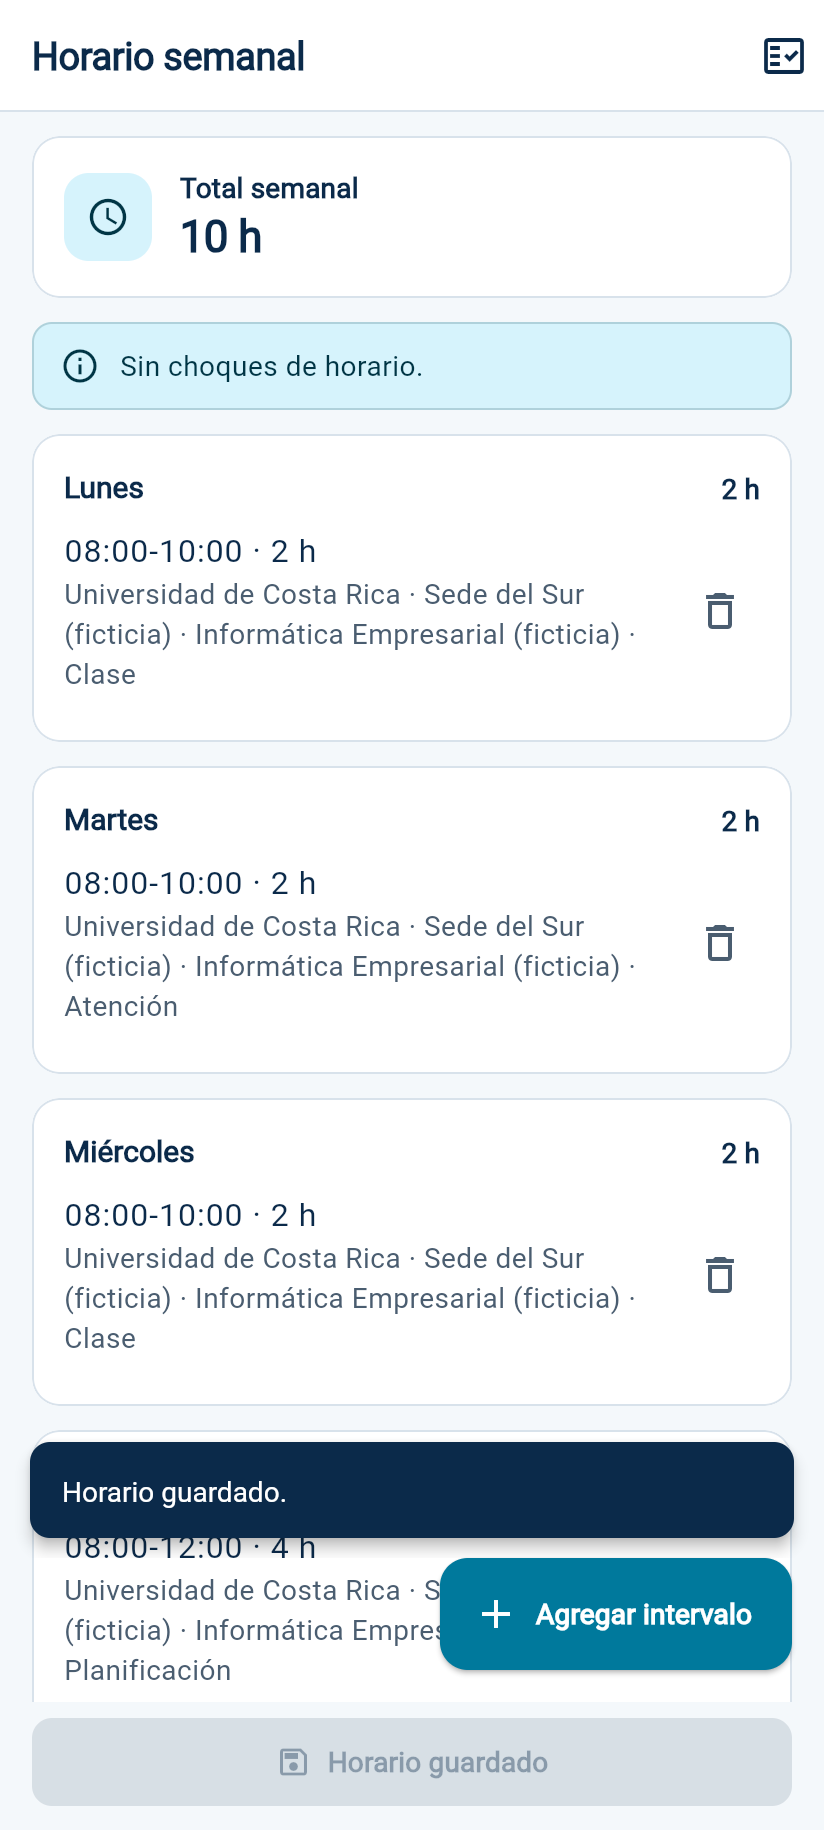 Horario semanal
Total semanal
10 h
Sin choques de horario.
Lunes
2 h
08:00-10:00 · 2 h
Universidad de Costa Rica · Sede del Sur
(ficticia) · Informática Empresarial (ficticia) ·
Clase
Martes
2 h
08:00-10:00 · 2 h
Universidad de Costa Rica · Sede del Sur
(ficticia) · Informática Empresarial (ficticia) ·
Atención
Miércoles
2 h
08:00-10:00 · 2 h
Universidad de Costa Rica · Sede del Sur
(ficticia) · Informática Empresarial (ficticia) ·
Clase
Horario guardado.
08:00-12:00 · 4 h
Universidad de Costa Rica ·
(ficticia) · Informática
Planificación
Agregar intervalo
Horario guardado